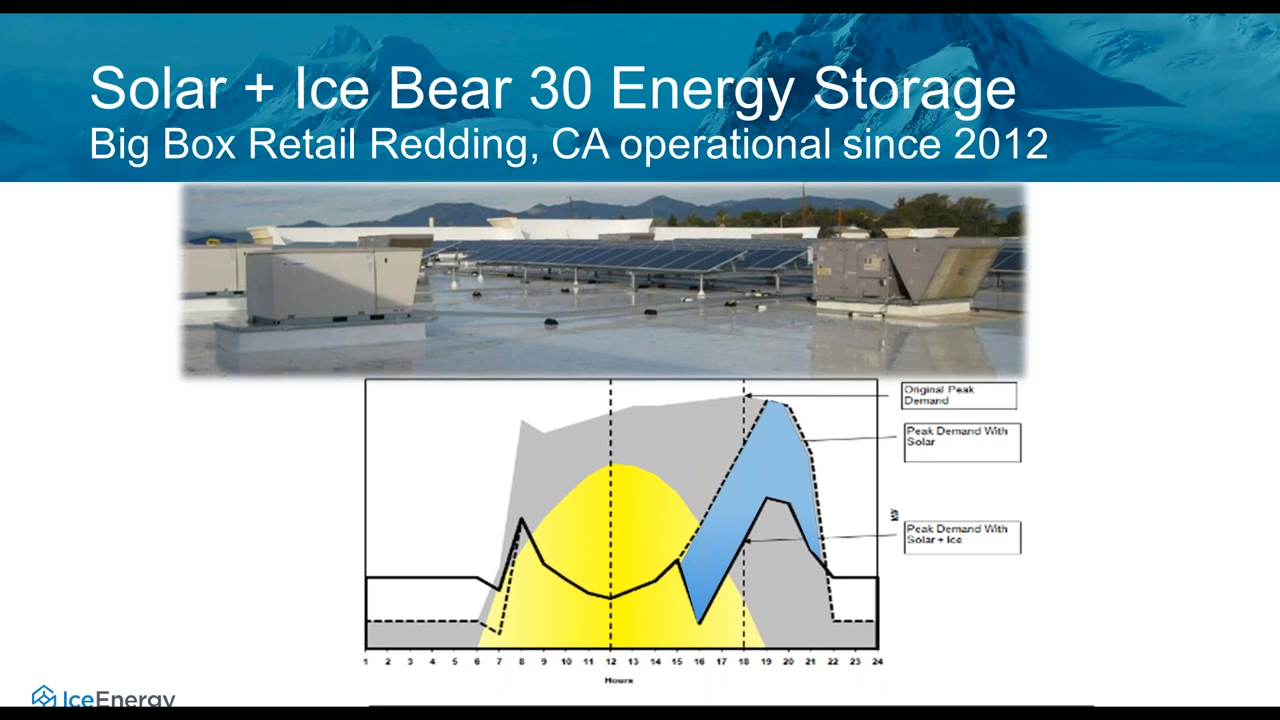 Solar + Ice Bear 30 Energy Storage
Big Box Retail Redding, CA operational since 2012
Original Peak
Demand
Peak Demand With
Solar
kW
Peak Demand With
Solar + Ice
1 2 3 4 5 6 7 8 9 10 11 12 13 14 15 16 17 18 19 20 21 22 23 24
Hours
IceEnergy